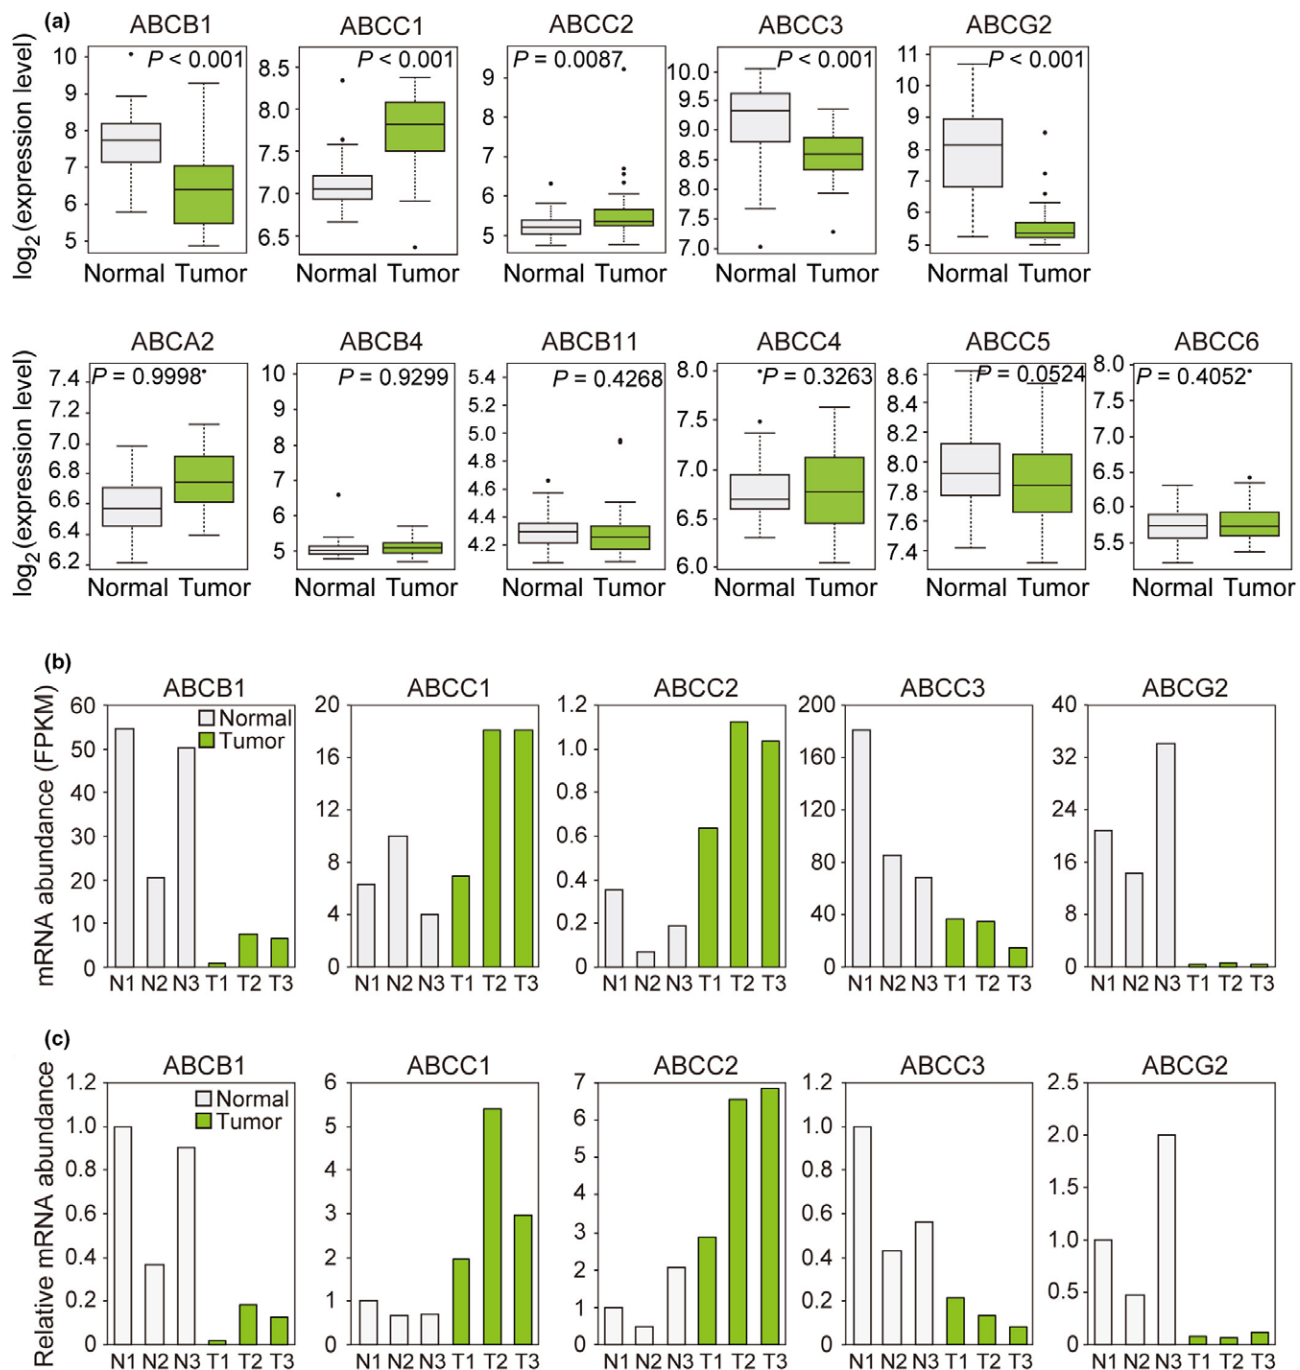 (a)
ABCB1 ABCC1 ABCC2 ABCC3 ABCG2
log2(expression level)
P < 0.001 P < 0.001 P = 0.0087 P < 0.001 P < 0.001
10 9 8 7 6 5
8.5 8.0 7.5 7.0 6.5
9 8 7 6 5
10.0 9.5 9.0 8.5 8.0 7.5 7.0
11 10 9 8 7 6 5
Normal Tumor Normal Tumor Normal Tumor Normal Tumor Normal Tumor
ABCA2 ABCB4 ABCB11 ABCC4 ABCC5 ABCC6
log2(expression level)
P = 0.9998 P = 0.9299 P = 0.4268 P = 0.3263 P = 0.0524 P = 0.4052
7.4 7.0 6.8 6.6 6.4 6.2
10 9 8 7 6 5
5.4 5.2 5.0 4.8 4.6 4.4 4.2
8.0 7.5 7.0 6.5 6.0
8.6 8.4 8.2 8.0 7.8 7.6 7.4
8.0 7.5 7.0 6.5 6.0 5.5
Normal Tumor Normal Tumor Normal Tumor Normal Tumor Normal Tumor Normal Tumor
(b)
ABCB1 ABCC1 ABCC2 ABCC3 ABCG2
mRNA abundance (FPKM)
Normal
Tumor
60 50 40 30 20 10 0
20 16 12 8 4 0
1.2 1.0 0.8 0.6 0.4 0.2 0
200 160 120 80 40 0
40 32 24 16 8 0
N1 N2 N3 T1 T2 T3 N1 N2 N3 T1 T2 T3 N1 N2 N3 T1 T2 T3 N1 N2 N3 T1 T2 T3 N1 N2 N3 T1 T2 T3
(c)
ABCB1 ABCC1 ABCC2 ABCC3 ABCG2
Relative mRNA abundance
Normal
Tumor
1.2 1.0 0.8 0.6 0.4 0.2 0
6 5 4 3 2 1 0
7 6 5 4 3 2 1 0
1.2 1.0 0.8 0.6 0.4 0.2 0
2.5 2.0 1.5 1.0 0.5 0
N1 N2 N3 T1 T2 T3 N1 N2 N3 T1 T2 T3 N1 N2 N3 T1 T2 T3 N1 N2 N3 T1 T2 T3 N1 N2 N3 T1 T2 T3